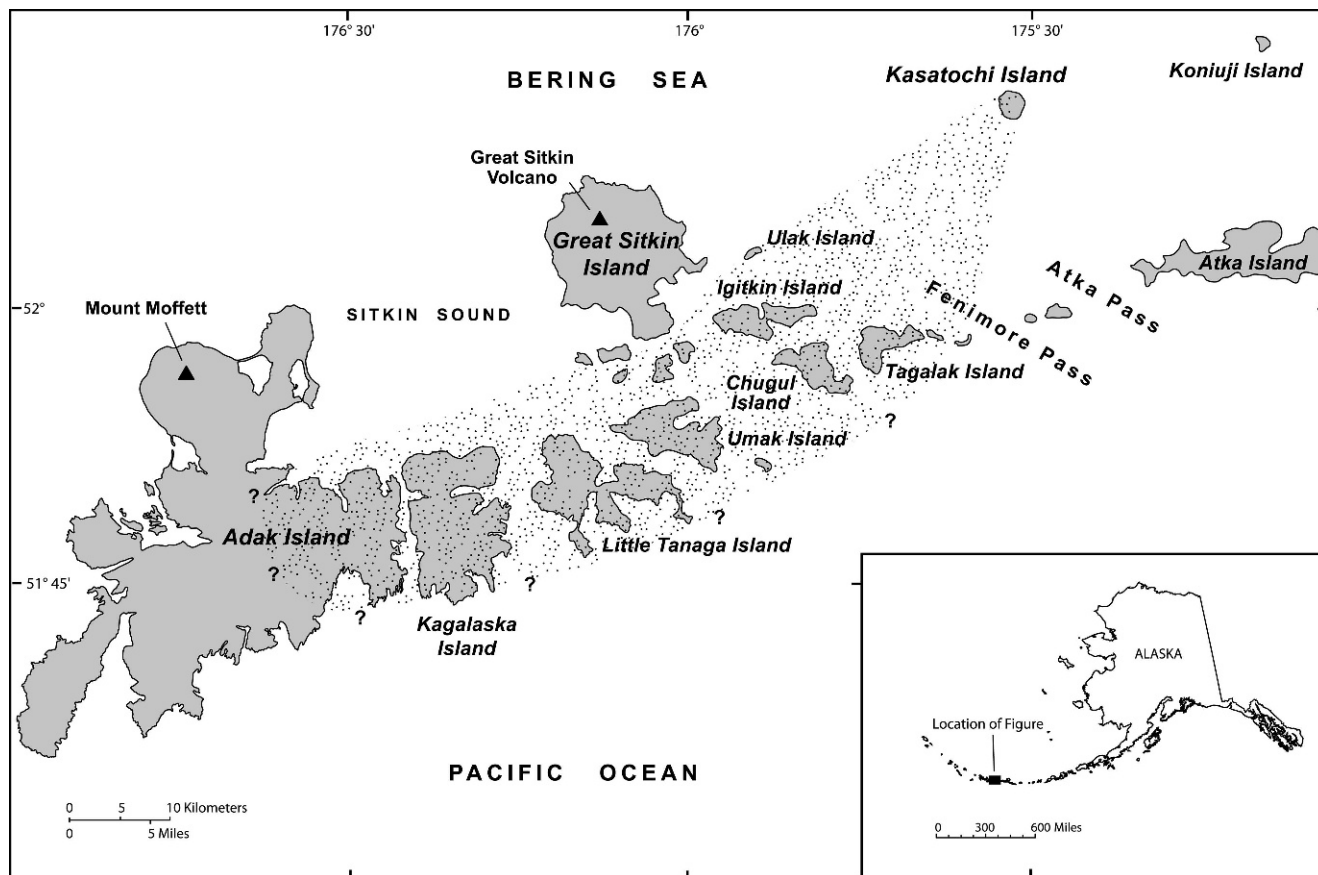 176° 30'
176°
175° 30'
BERING SEA
Kasatochi Island
Koniuji Island
Great Sitkin
Volcano
Great Sitkin
Island
Ulak Island
Igitkin Island
Atka Island
Atka Pass
Fenimore Pass
52°
Mount Moffett
SITKIN SOUND
Tagalak Island
Chugul
Island
?
Umak Island
?
?
Adak Island
Little Tanaga Island
51° 45'
?
?
?
Kagalaska
Island
PACIFIC OCEAN
0 5 10 Kilometers
0 5 Miles
ALASKA
Location of Figure
0 300 600 Miles